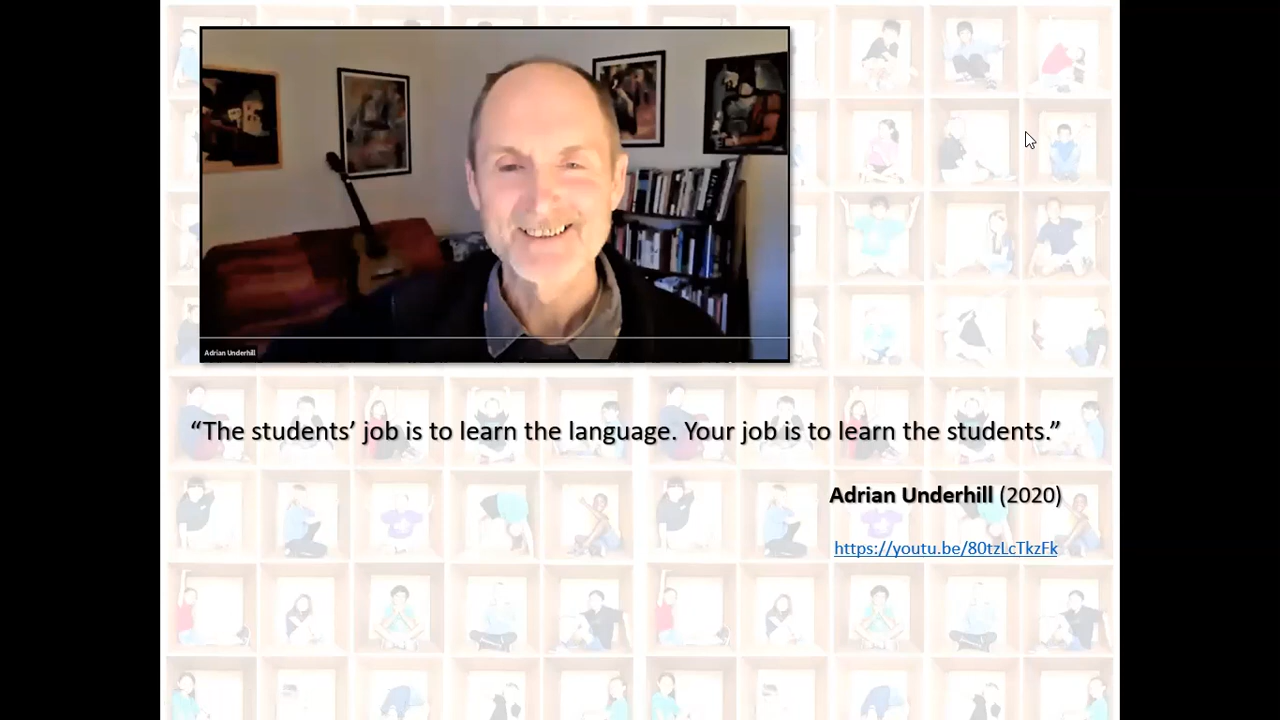 Adrian Underhill
“The students’ job is to learn the language. Your job is to learn the students.”
Adrian Underhill (2020)
https://youtu.be/80tzLcTkzFk